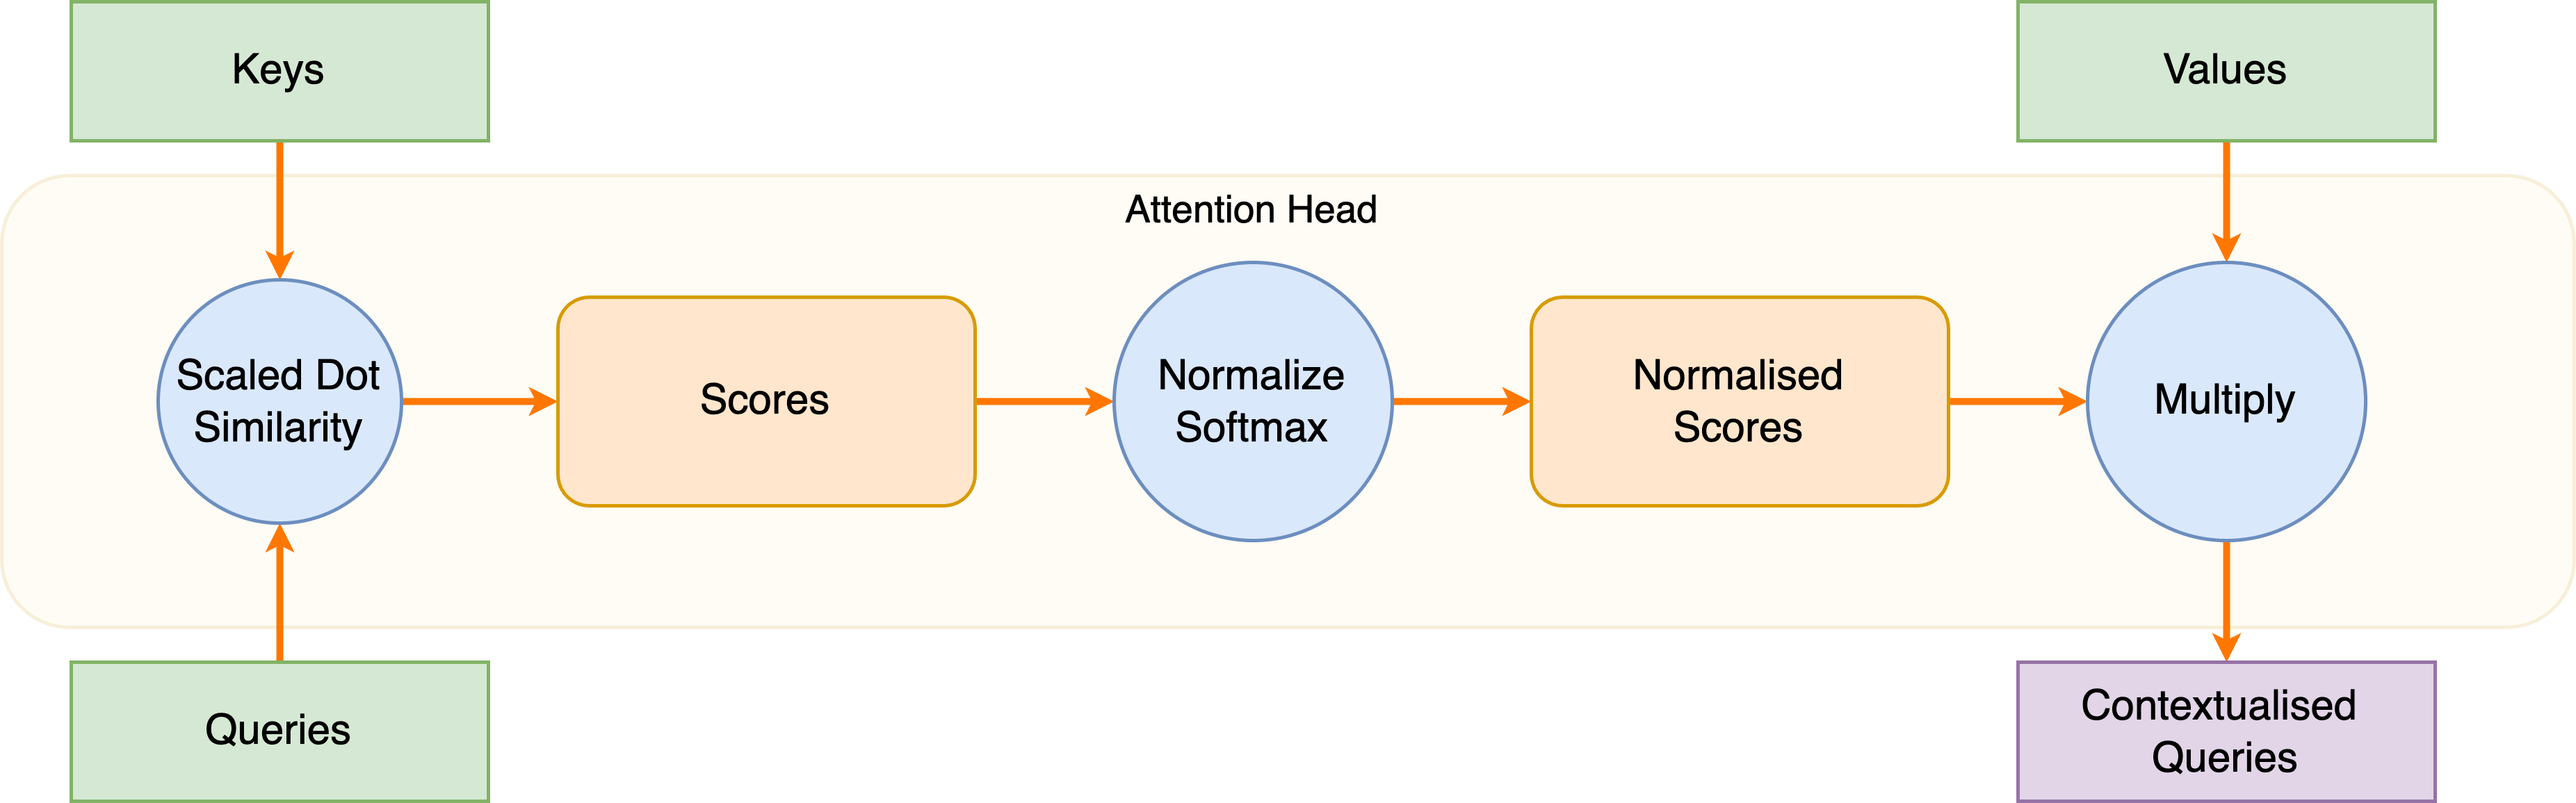 Keys
Values
Attention Head
Scaled Dot
Similarity
Scores
Normalize
Softmax
Normalised
Scores
Multiply
Queries
Contextualised
Queries